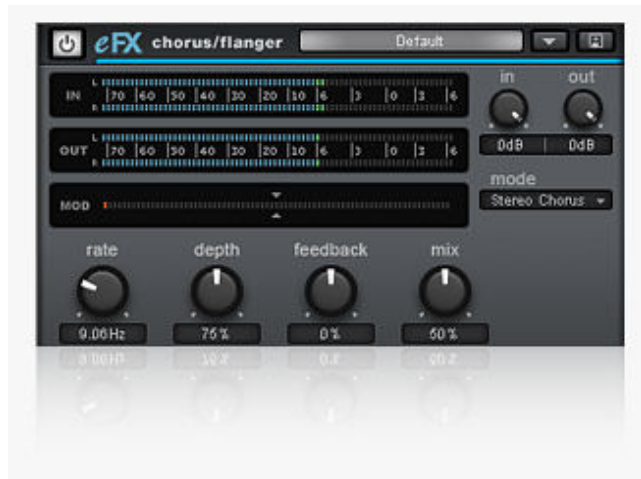 eFX chorus/flanger Default
in out
L
IN 70 60 50 40 30 20 10 6 3 0 3 6
R
0dB 0dB
L
OUT 70 60 50 40 30 20 10 6 3 0 3 6
R
mode
Stereo Chorus
MOD
rate depth feedback mix
9.06Hz 75% 0% 50%